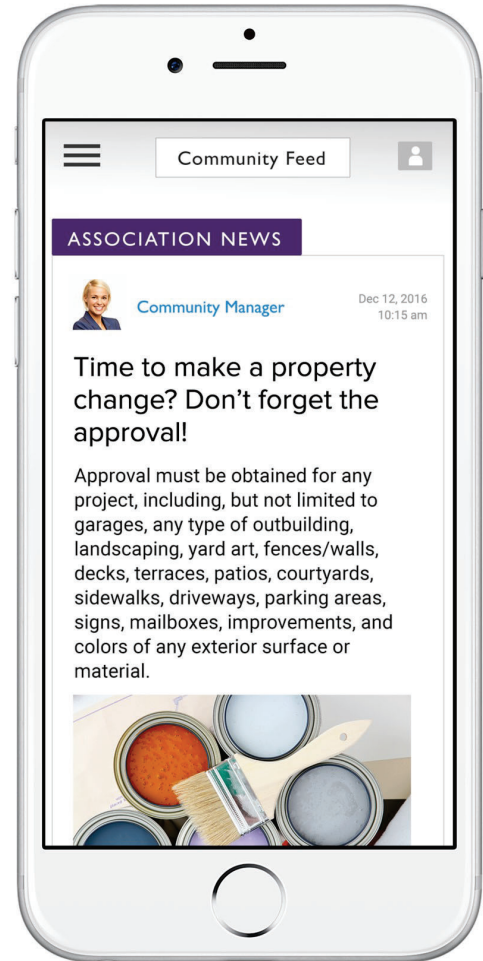 Community Feed
ASSOCIATION NEWS
Community Manager
Dec 12, 2016
10:15 am
Time to make a property
change? Don’t forget the
approval!
Approval must be obtained for any
project, including, but not limited to
garages, any type of outbuilding,
landscaping, yard art, fences/walls,
decks, terraces, patios, courtyards,
sidewalks, driveways, parking areas,
signs, mailboxes, improvements, and
colors of any exterior surface or
material.